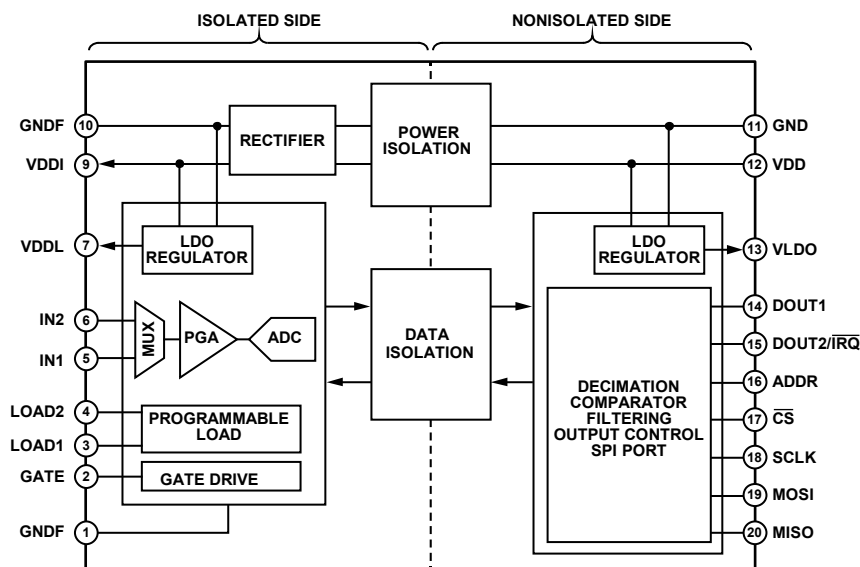 ISOLATED SIDE
NONISOLATED SIDE
GNDF 10
RECTIFIER
POWER
ISOLATION
11 GND
VDDI 9
12 VDD
VDDL 7
LDO
REGULATOR
LDO
REGULATOR
13 VLDO
IN2 6
IN1 5
MUX
PGA
ADC
DATA
ISOLATION
LOAD2 4
LOAD1 3
PROGRAMMABLE
LOAD
GATE 2
GATE DRIVE
GNDF 1
DECIMATION
COMPARATOR
FILTERING
OUTPUT CONTROL
SPI PORT
14 DOUT1
15 DOUT2/I̅R̅Q̅
16 ADDR
17 C̅S̅
18 SCLK
19 MOSI
20 MISO